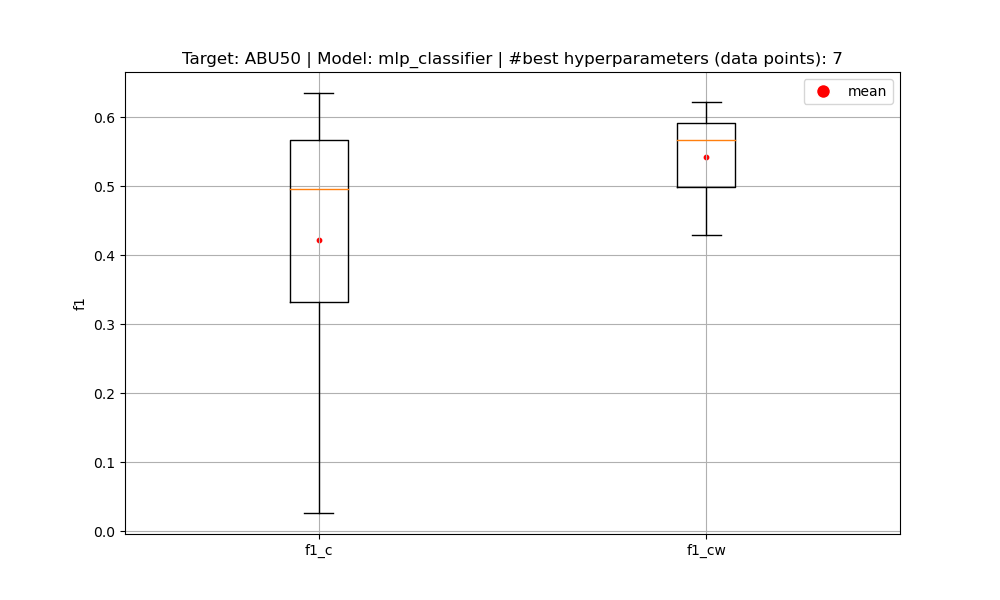 Target: ABU50 | Model: mlp_classifier | #best hyperparameters (data points): 7
mean
0.6
0.5
0.4
0.3
0.2
0.1
0.0
f1
f1_c
f1_cw